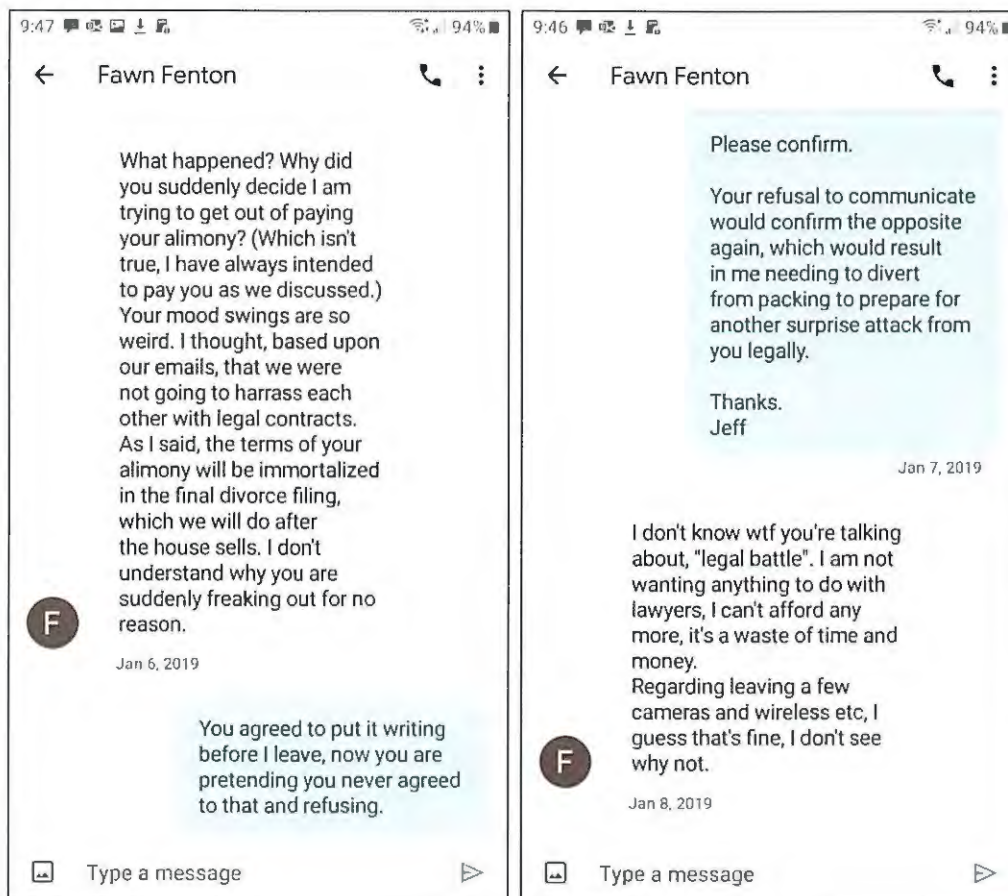 9:47
94%
Fawn Fenton
What happened? Why did
you suddenly decide I am
trying to get out of paying
your alimony? (Which isn't
true, I have always intended
to pay you as we discussed.)
Your mood swings are so
weird. I thought, based upon
our emails, that we were
not going to harrass each
other with legal contracts.
As I said, the terms of your
alimony will be immortalized
in the final divorce filing,
which we will do after
the house sells. I don't
understand why you are
suddenly freaking out for no
reason.
F
Jan 6, 2019
You agreed to put it writing
before I leave, now you are
pretending you never agreed
to that and refusing.
Type a message
9:46
94%
Fawn Fenton
Please confirm.
Your refusal to communicate
would confirm the opposite
again, which would result
in me needing to divert
from packing to prepare for
another surprise attack from
you legally.
Thanks.
Jeff
Jan 7, 2019
I don't know wtf you're talking
about, "legal battle". I am not
wanting anything to do with
lawyers, I can't afford any
more, it's a waste of time and
money.
Regarding leaving a few
cameras and wireless etc, I
guess that's fine, I don't see
why not.
F
Jan 8, 2019
Type a message